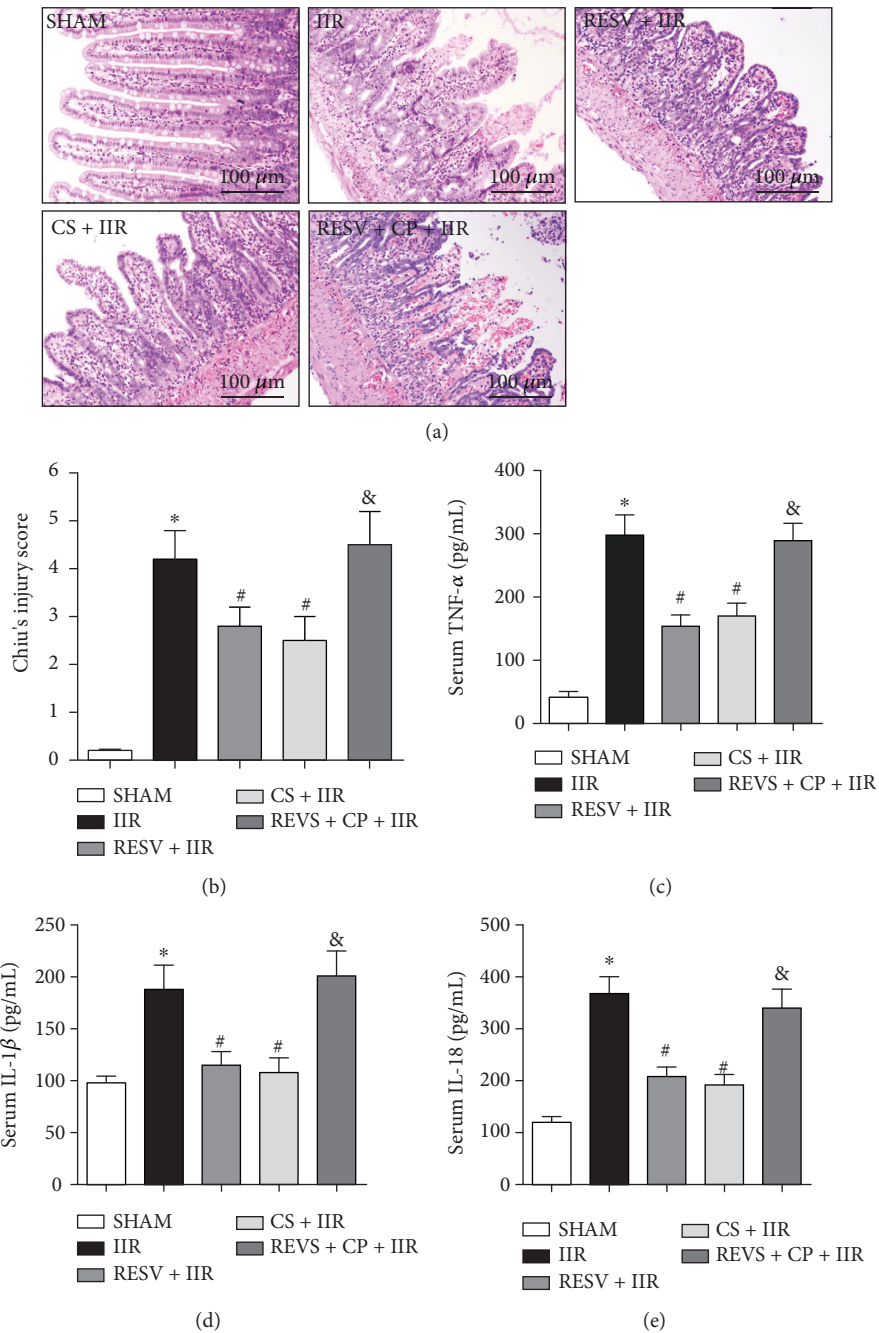 SHAM
IIR
RESV + IIR
100 μm
100 μm
100 μm
CS + IIR
RESV + CP + IIR
100 μm
100 μm
(a)
6
5
4
3
2
1
0
Chiu's injury score
*
#
#
&
SHAM
IIR
RESV + IIR
CS + IIR
REVS + CP + IIR
(b)
400
300
200
100
0
Serum TNF-α (pg/mL)
*
#
#
&
SHAM
IIR
RESV + IIR
CS + IIR
REVS + CP + IIR
(c)
250
200
150
100
50
0
Serum IL-1β (pg/mL)
*
#
#
&
SHAM
IIR
RESV + IIR
CS + IIR
REVS + CP + IIR
(d)
500
400
300
200
100
0
Serum IL-18 (pg/mL)
*
#
#
&
SHAM
IIR
RESV + IIR
CS + IIR
REVS + CP + IIR
(e)